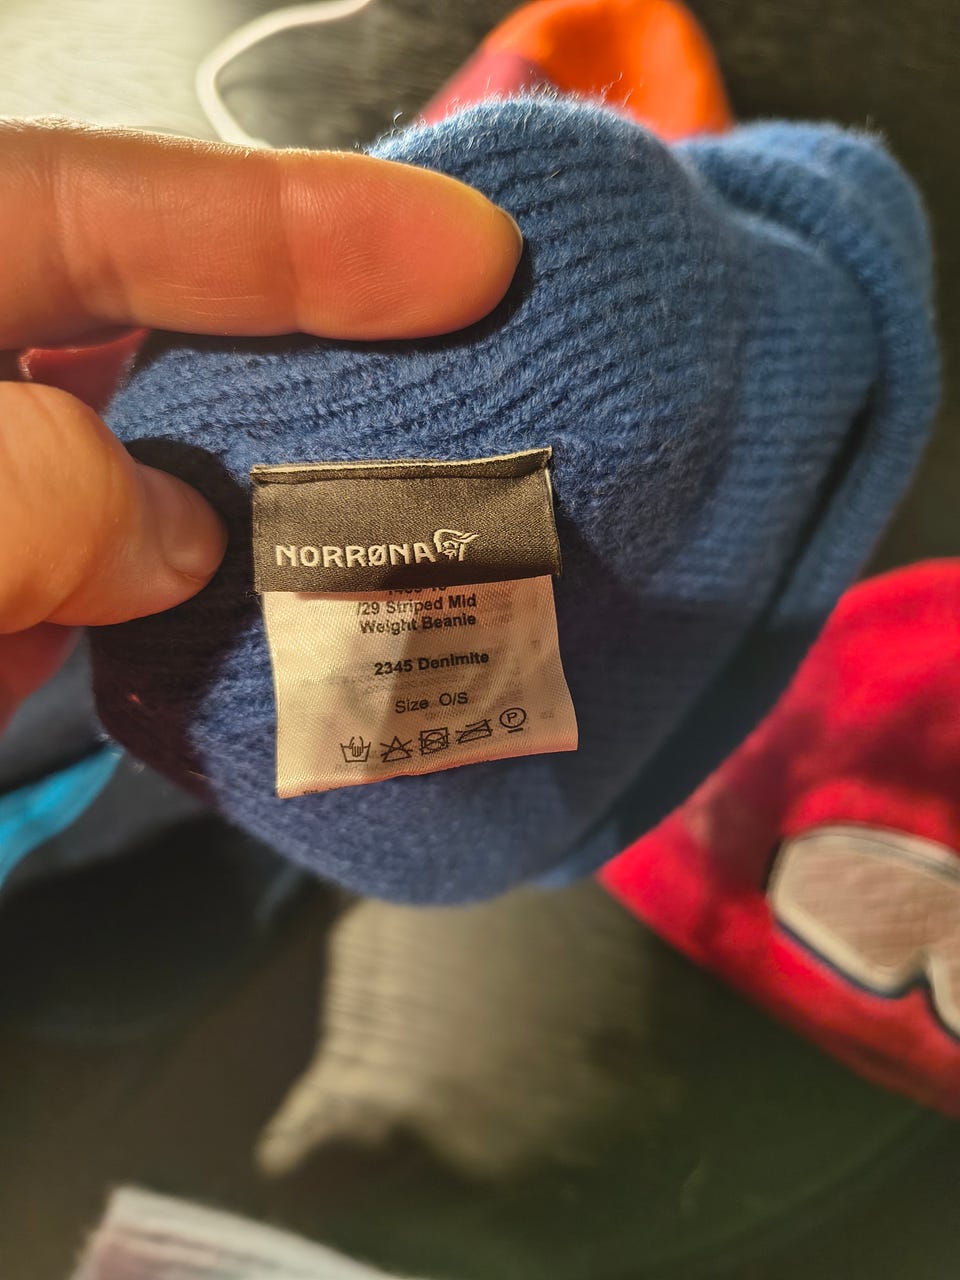 NORRØNA
/29 Striped Mid
Weight Beanie
2345 Denimite
Size O/S
P